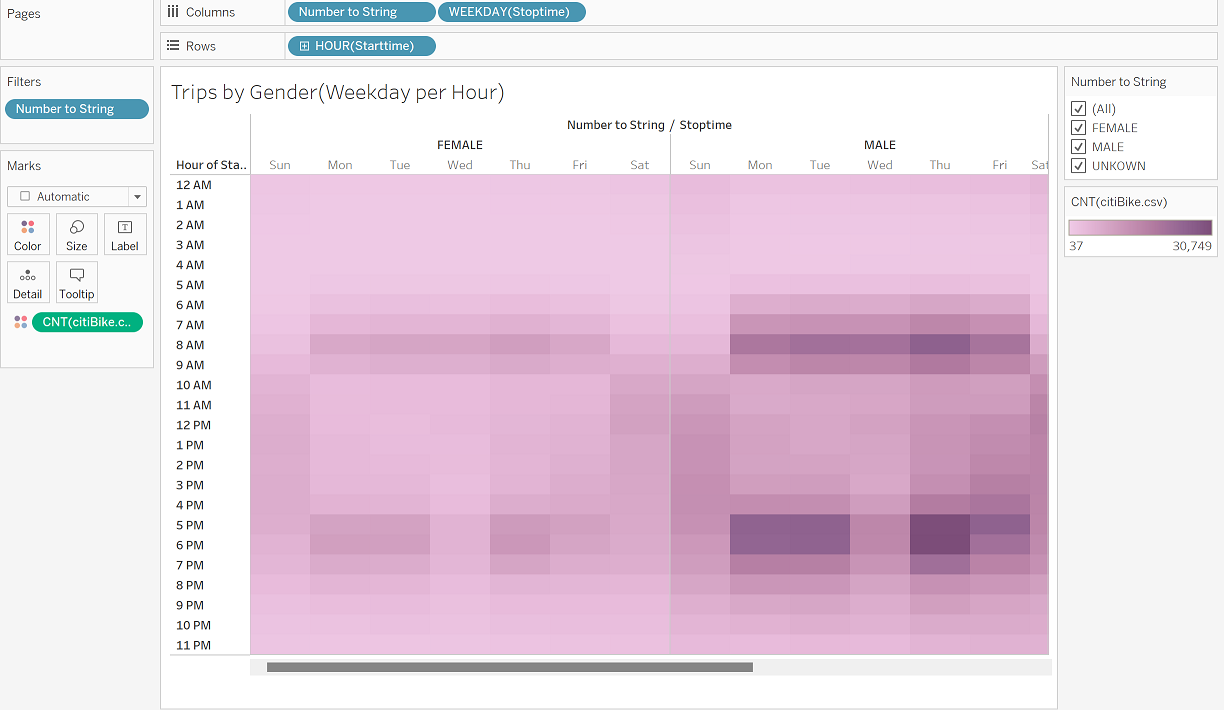 Pages
Columns
Number to String
WEEKDAY(Stoptime)
Rows
HOUR(Starttime)
Filters
Number to String
Marks
Automatic
Color
Size
Label
Detail
Tooltip
CNT(citiBike.c..
Trips by Gender(Weekday per Hour)
Number to String / Stoptime
FEMALE
MALE
Hour of Sta..
Sun Mon Tue Wed Thu Fri Sat
Sun Mon Tue Wed Thu Fri Sat
12 AM
1 AM
2 AM
3 AM
4 AM
5 AM
6 AM
7 AM
8 AM
9 AM
10 AM
11 AM
12 PM
1 PM
2 PM
3 PM
4 PM
5 PM
6 PM
7 PM
8 PM
9 PM
10 PM
11 PM
Number to String
(All)
FEMALE
MALE
UNKOWN
CNT(citiBike.csv)
37
30,749